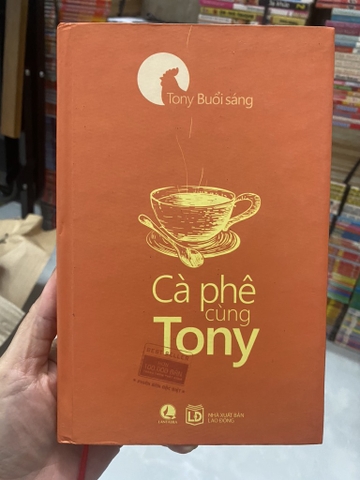 Tony Buổi sáng
Cà phê
cùng
Tony
NHÀ XUẤT BẢN
LAO ĐỘNG